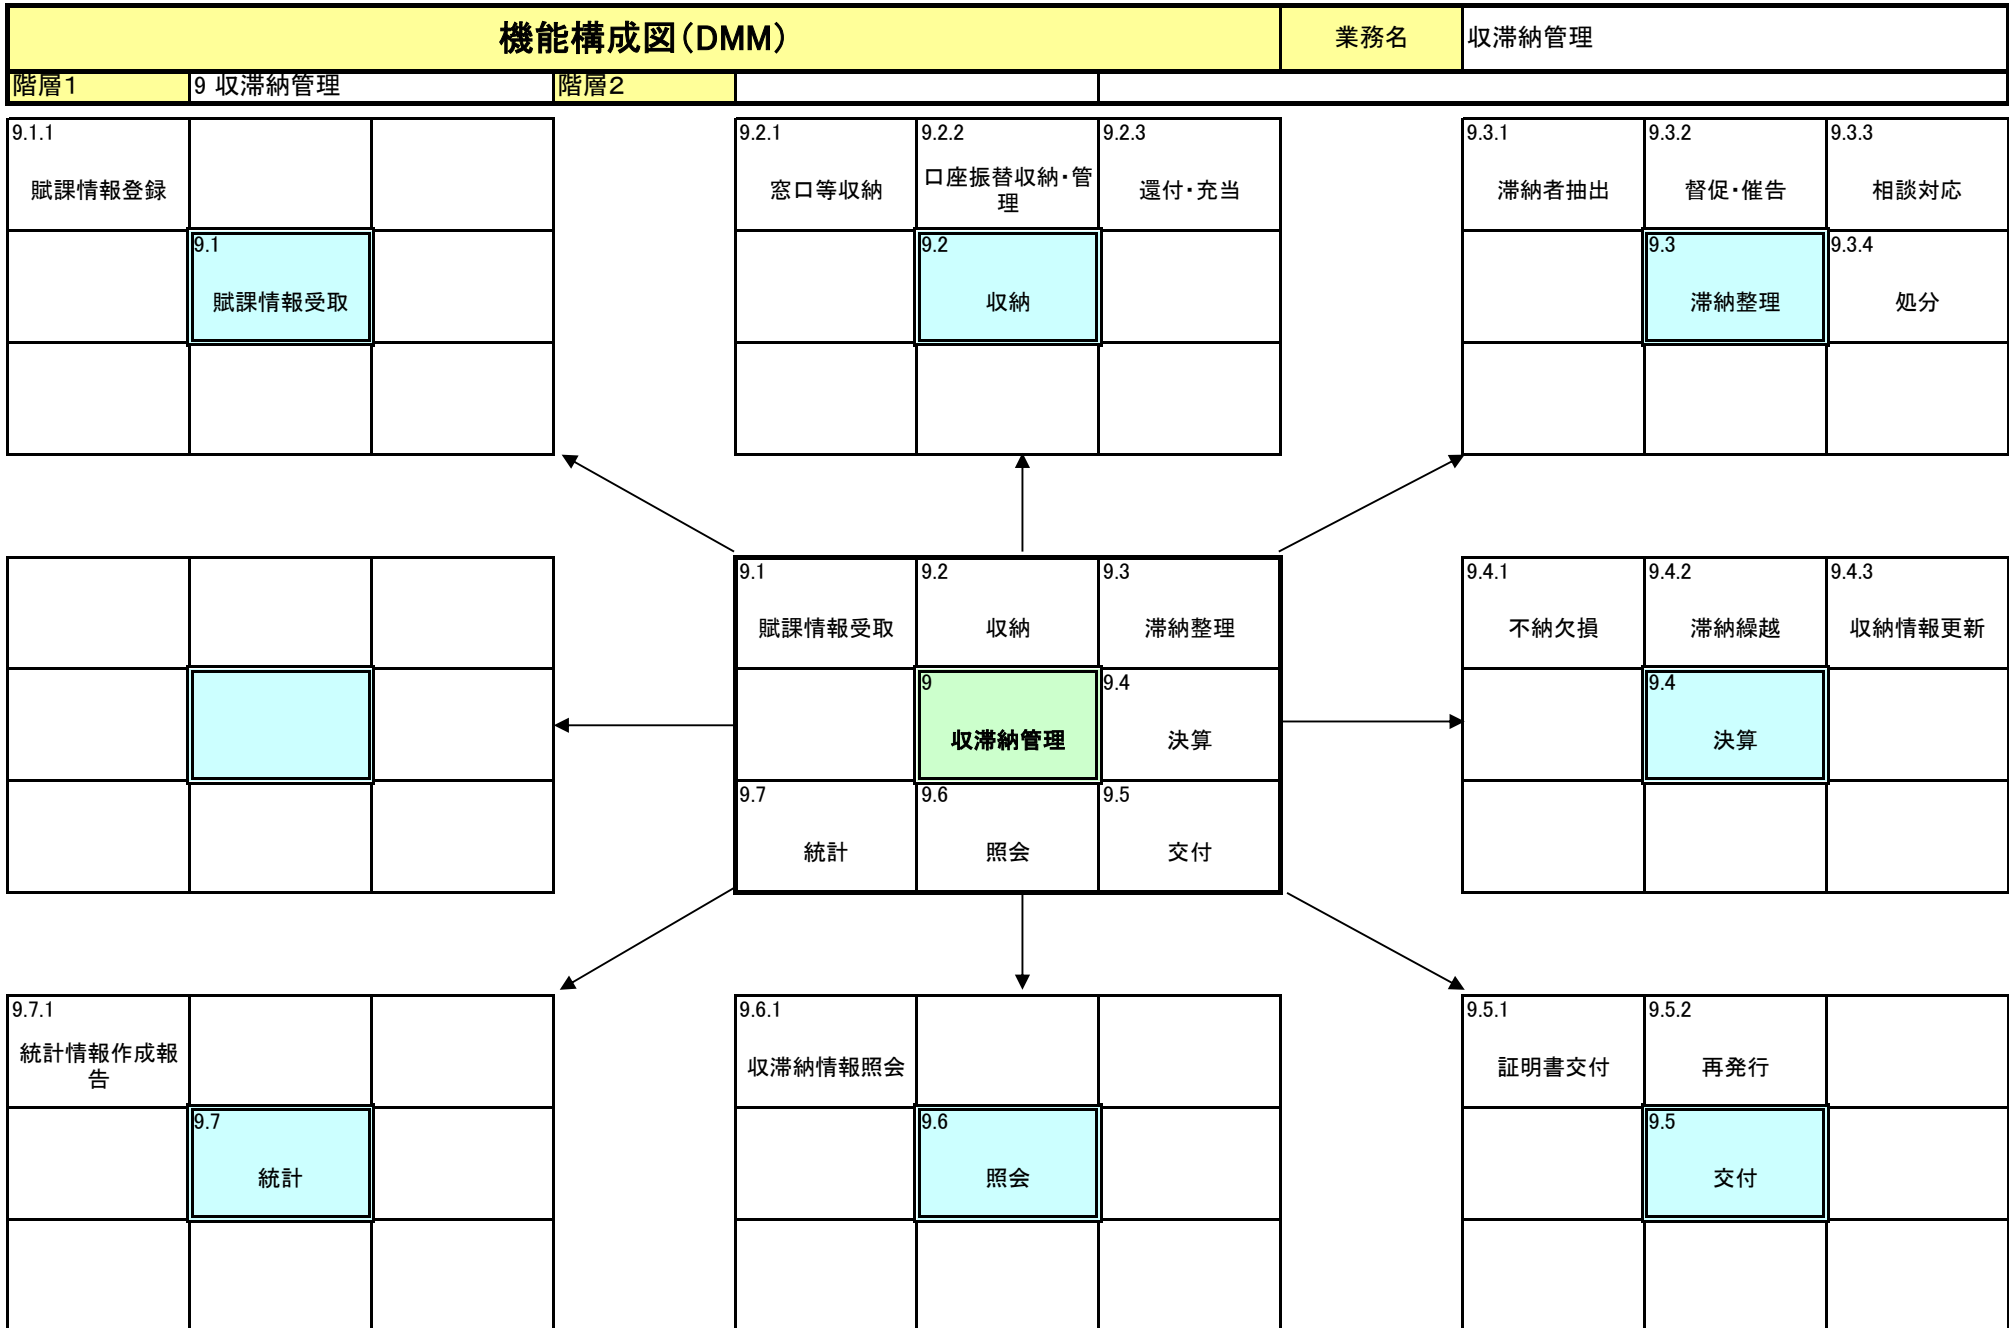 機能構成図(DMM)
業務名
収滞納管理
階層1
9 収滞納管理
階層2
9.1.1
賦課情報登録
9.1
賦課情報受取
9.2.1
窓口等収納
9.2.2
口座振替収納・管
理
9.2.3
還付・充当
9.2
収納
9.3.1
滞納者抽出
9.3.2
督促・催告
9.3.3
相談対応
9.3
滞納整理
9.3.4
処分
9.1
賦課情報受取
9.2
収納
9.3
滞納整理
9
収滞納管理
9.4
決算
9.7
統計
9.6
照会
9.5
交付
9.4.1
不納欠損
9.4.2
滞納繰越
9.4.3
収納情報更新
9.4
決算
9.7.1
統計情報作成報
告
9.7
統計
9.6.1
収滞納情報照会
9.6
照会
9.5.1
証明書交付
9.5.2
再発行
9.5
交付